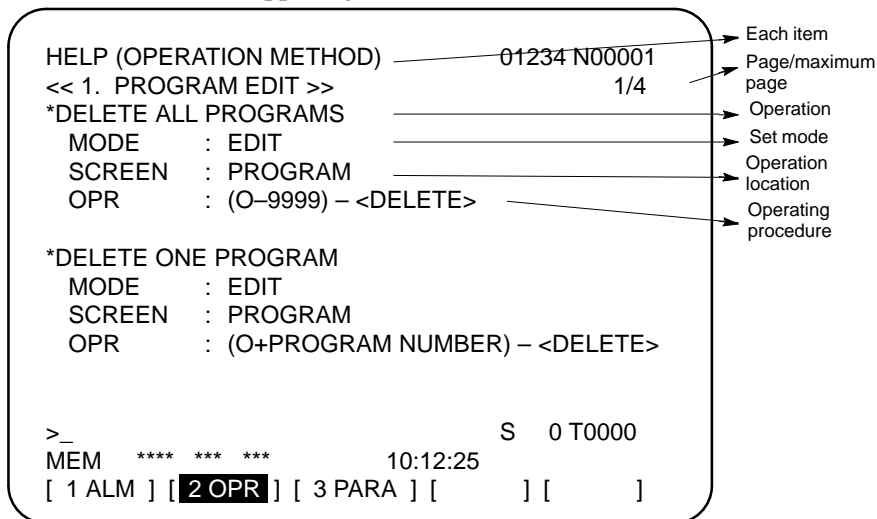 HELP (OPERATION METHOD) 01234 N00001
<< 1. PROGRAM EDIT >> 1/4
*DELETE ALL PROGRAMS
MODE : EDIT
SCREEN : PROGRAM
OPR : (O–9999) – <DELETE>
*DELETE ONE PROGRAM
MODE : EDIT
SCREEN : PROGRAM
OPR : (O+PROGRAM NUMBER) – <DELETE>
>_ S 0 T0000
MEM **** *** *** 10:12:25
[ 1 ALM ] [ 2 OPR ] [ 3 PARA ] [ ] [ ]
Each item
Page/maximum
page
Operation
Set mode
Operation
location
Operating
procedure